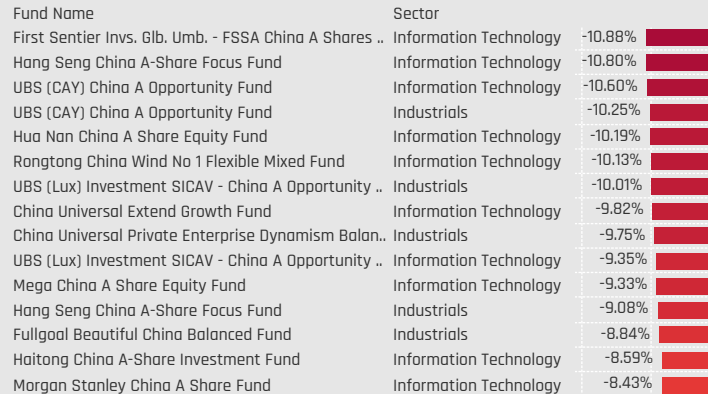 Fund Name Sector
First Sentier Invs. Glb. Umb. - FSSA China A Shares .. Information Technology -10.88%
Hang Seng China A-Share Focus Fund Information Technology -10.80%
UBS (CAY) China A Opportunity Fund Information Technology -10.60%
UBS (CAY) China A Opportunity Fund Industrials -10.25%
Hua Nan China A Share Equity Fund Information Technology -10.19%
Rongtong China Wind No 1 Flexible Mixed Fund Information Technology -10.13%
UBS (Lux) Investment SICAV - China A Opportunity .. Industrials -10.01%
China Universal Extend Growth Fund Information Technology -9.82%
China Universal Private Enterprise Dynamism Balan.. Industrials -9.75%
UBS (Lux) Investment SICAV - China A Opportunity .. Information Technology -9.35%
Mega China A Share Equity Fund Information Technology -9.33%
Hang Seng China A-Share Focus Fund Industrials -9.08%
Fullgoal Beautiful China Balanced Fund Industrials -8.84%
Haitong China A-Share Investment Fund Information Technology -8.59%
Morgan Stanley China A Share Fund Information Technology -8.43%